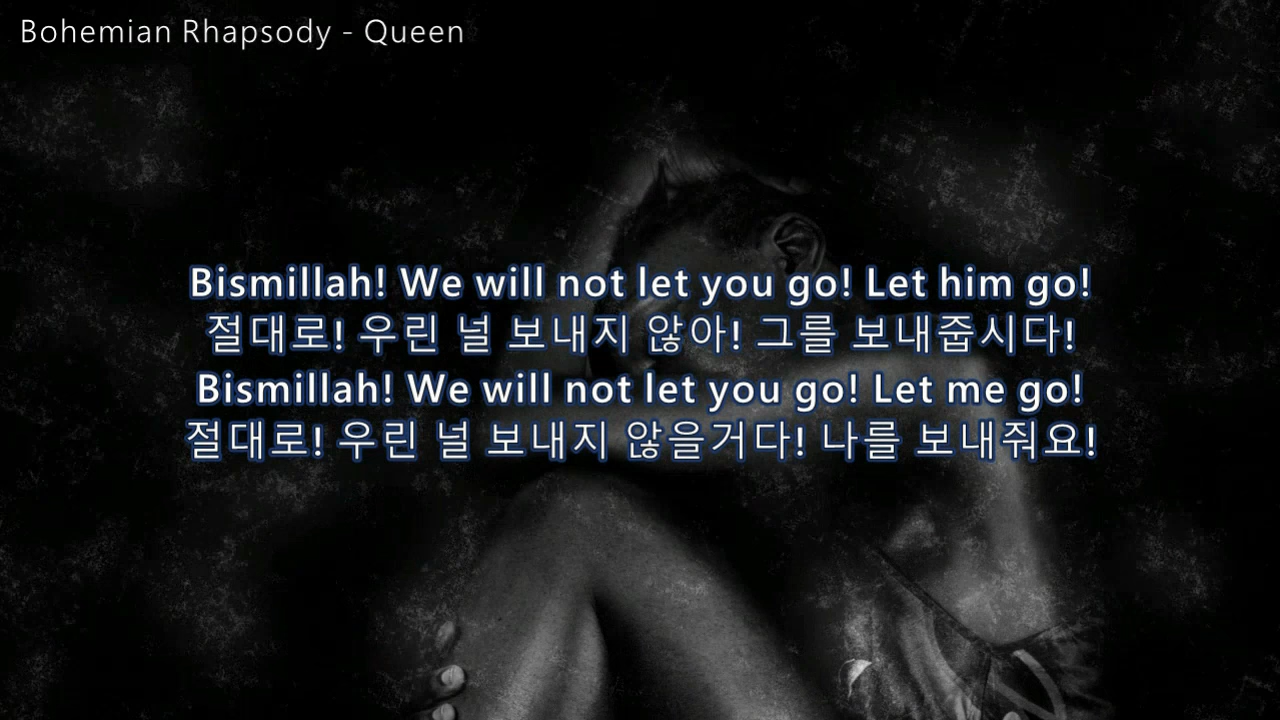 Bohemian Rhapsody - Queen
Bismillah! We will not let you go! Let him go!
절대로! 우린 널 보내지 않아! 그를 보내줍시다!
Bismillah! We will not let you go! Let me go!
절대로! 우린 널 보내지 않을거다! 나를 보내줘요!